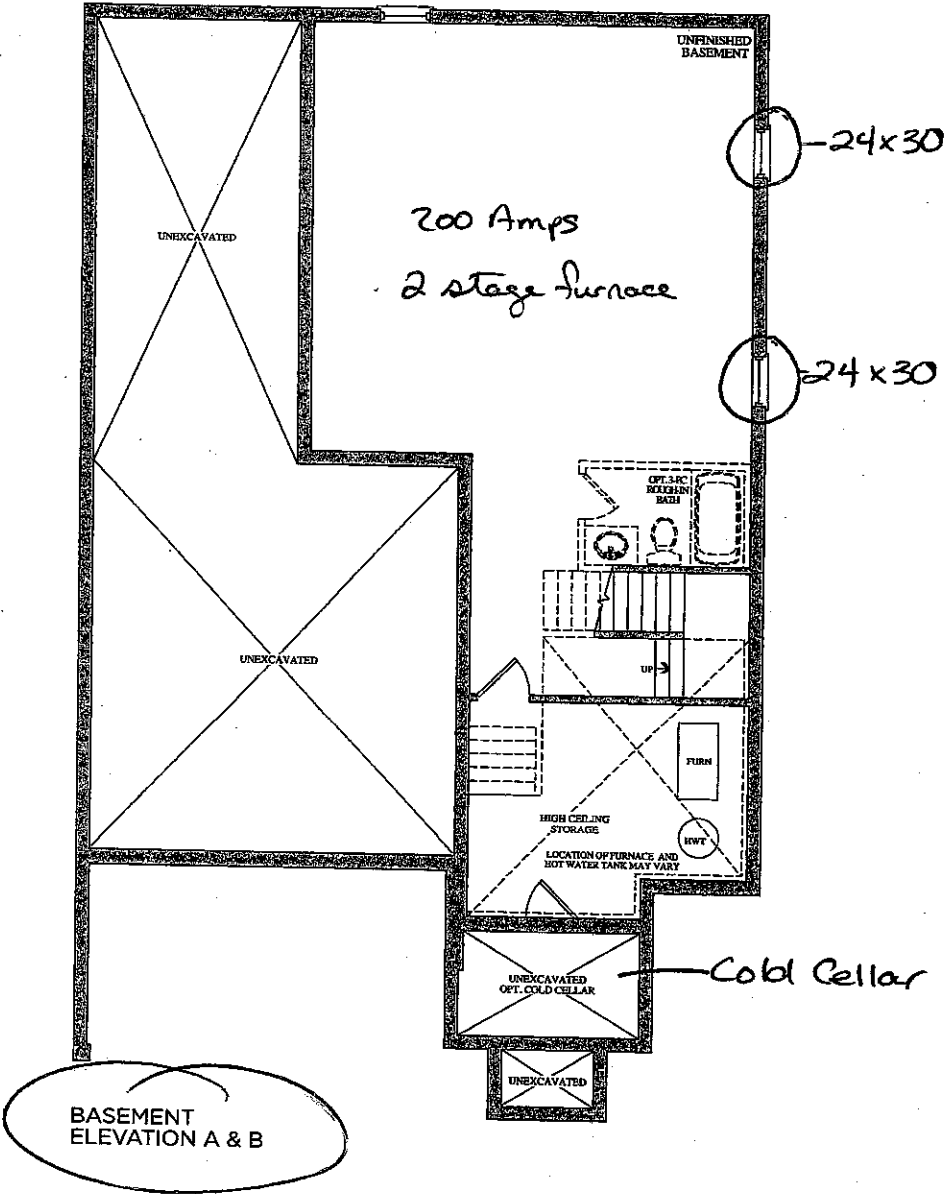 UNFINISHED
BASEMENT
-24x30
UNEXCAVATED
200 Amps
2 stage furnace
-24x30
OPT. 3-PC
ROUGH-IN
BATH
UNEXCAVATED
UP
FURN
HIGH CEILING
STORAGE
HWT
LOCATION OF FURNACE AND
HOT WATER TANK MAY VARY
UNEXCAVATED
OPT. COLD CELLAR
Cold Cellar
UNEXCAVATED
BASEMENT
ELEVATION A & B